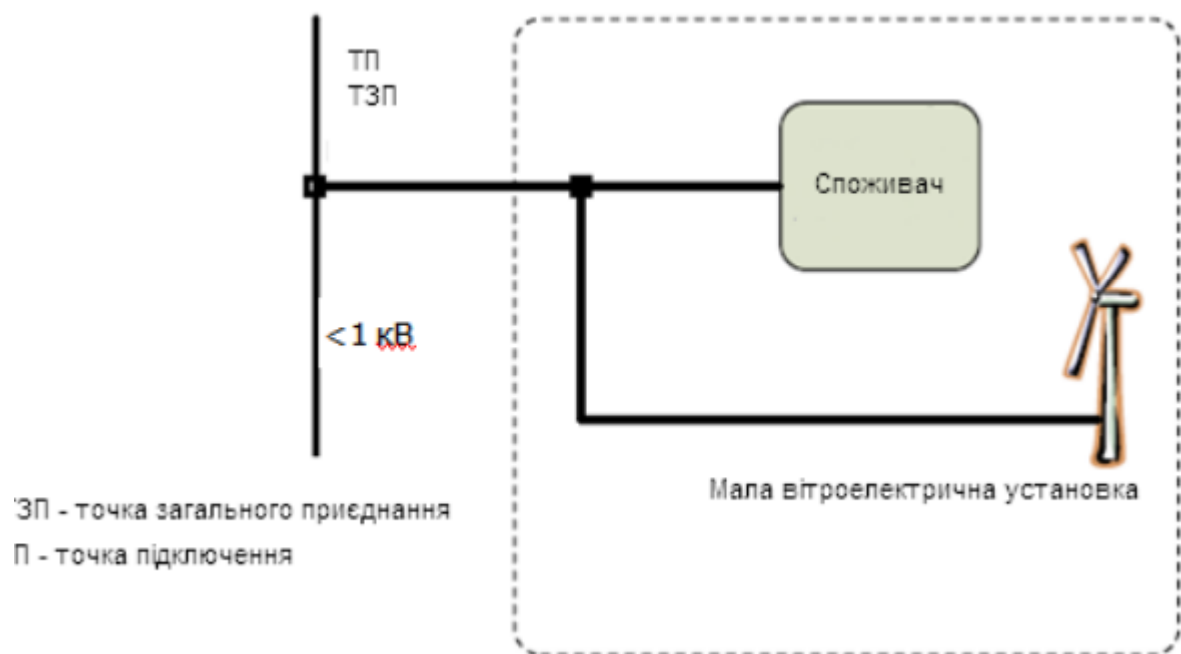 ТП
ТЗП
Споживач
<1 кВ
Мала вітроелектрична установка
ЗП - точка загального приєднання
П - точка підключення